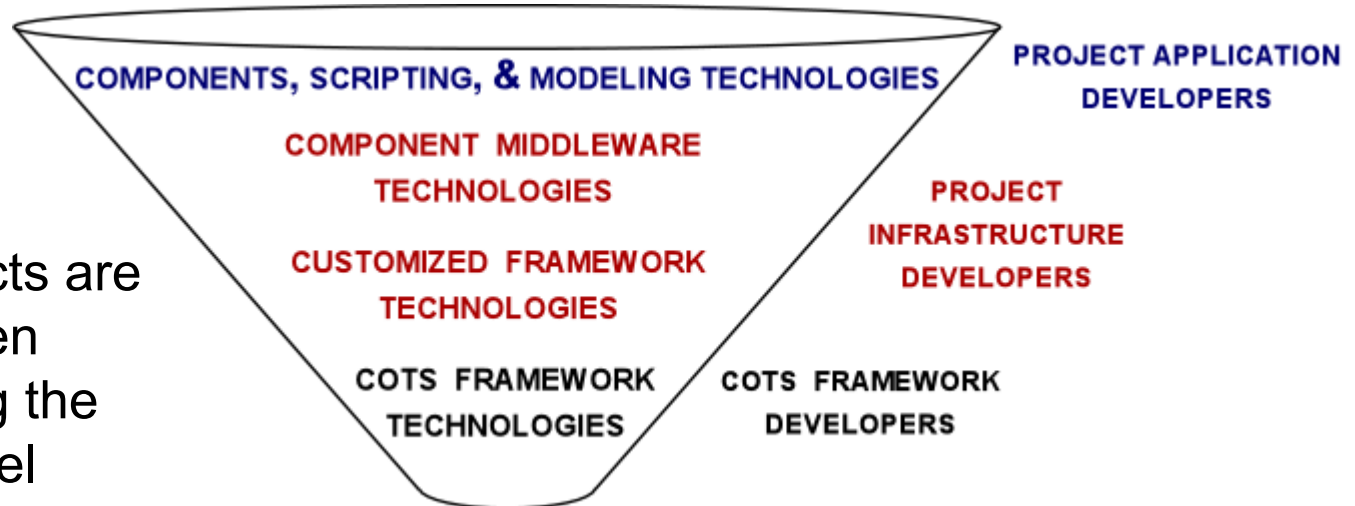 COMPONENTS, SCRIPTING, & MODELING TECHNOLOGIES
PROJECT APPLICATION
DEVELOPERS
COMPONENT MIDDLEWARE
TECHNOLOGIES
PROJECT
INFRASTRUCTURE
DEVELOPERS
cts are
en
g the
el
CUSTOMIZED FRAMEWORK
TECHNOLOGIES
COTS FRAMEWORK
TECHNOLOGIES
COTS FRAMEWORK
DEVELOPERS